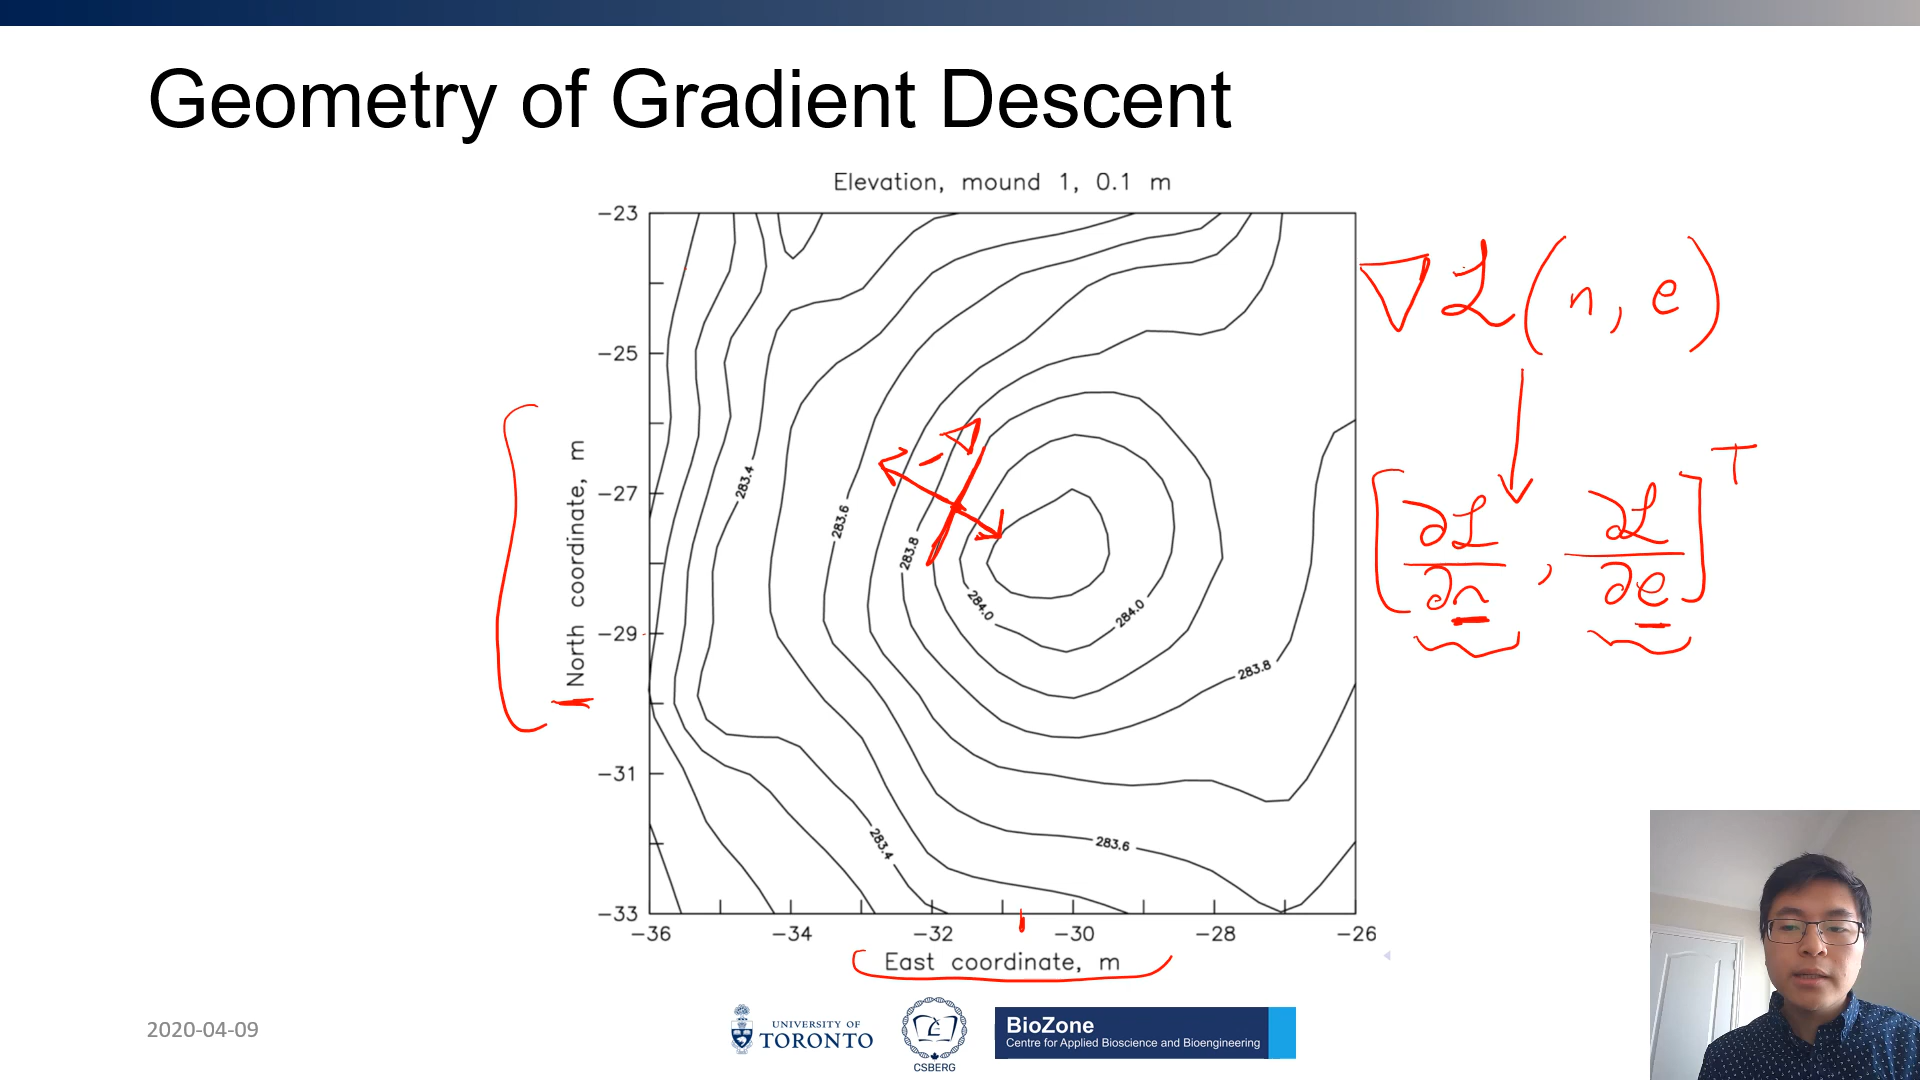 Geometry of Gradient Descent
Elevation, mound 1, 0.1 m
−23
−25
−27
−29
−31
−33
North coordinate, m
−36 −34 −32 −30 −28 −26
East coordinate, m
283.4
283.6
283.8
284.0
284.0
283.8
283.6
283.4
-∇
∇ℒ(n, e)
[∂ℒ/∂n, ∂ℒ/∂e]ᵀ
2020-04-09
UNIVERSITY OF
TORONTO
CSBERG
BioZone
Centre for Applied Bioscience and Bioengineering